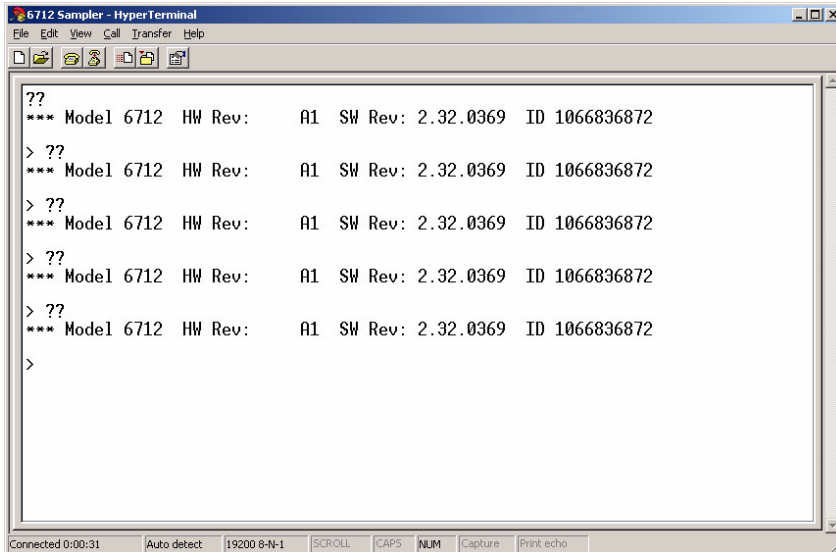 6712 Sampler - HyperTerminal
File Edit View Call Transfer Help
??
*** Model 6712 HW Rev: A1 SW Rev: 2.32.0369 ID 1066836872
> ??
*** Model 6712 HW Rev: A1 SW Rev: 2.32.0369 ID 1066836872
> ??
*** Model 6712 HW Rev: A1 SW Rev: 2.32.0369 ID 1066836872
> ??
*** Model 6712 HW Rev: A1 SW Rev: 2.32.0369 ID 1066836872
> ??
*** Model 6712 HW Rev: A1 SW Rev: 2.32.0369 ID 1066836872
>
Connected 0:00:31 Auto detect 19200 8-N-1 SCROLL CAPS NUM Capture Print echo